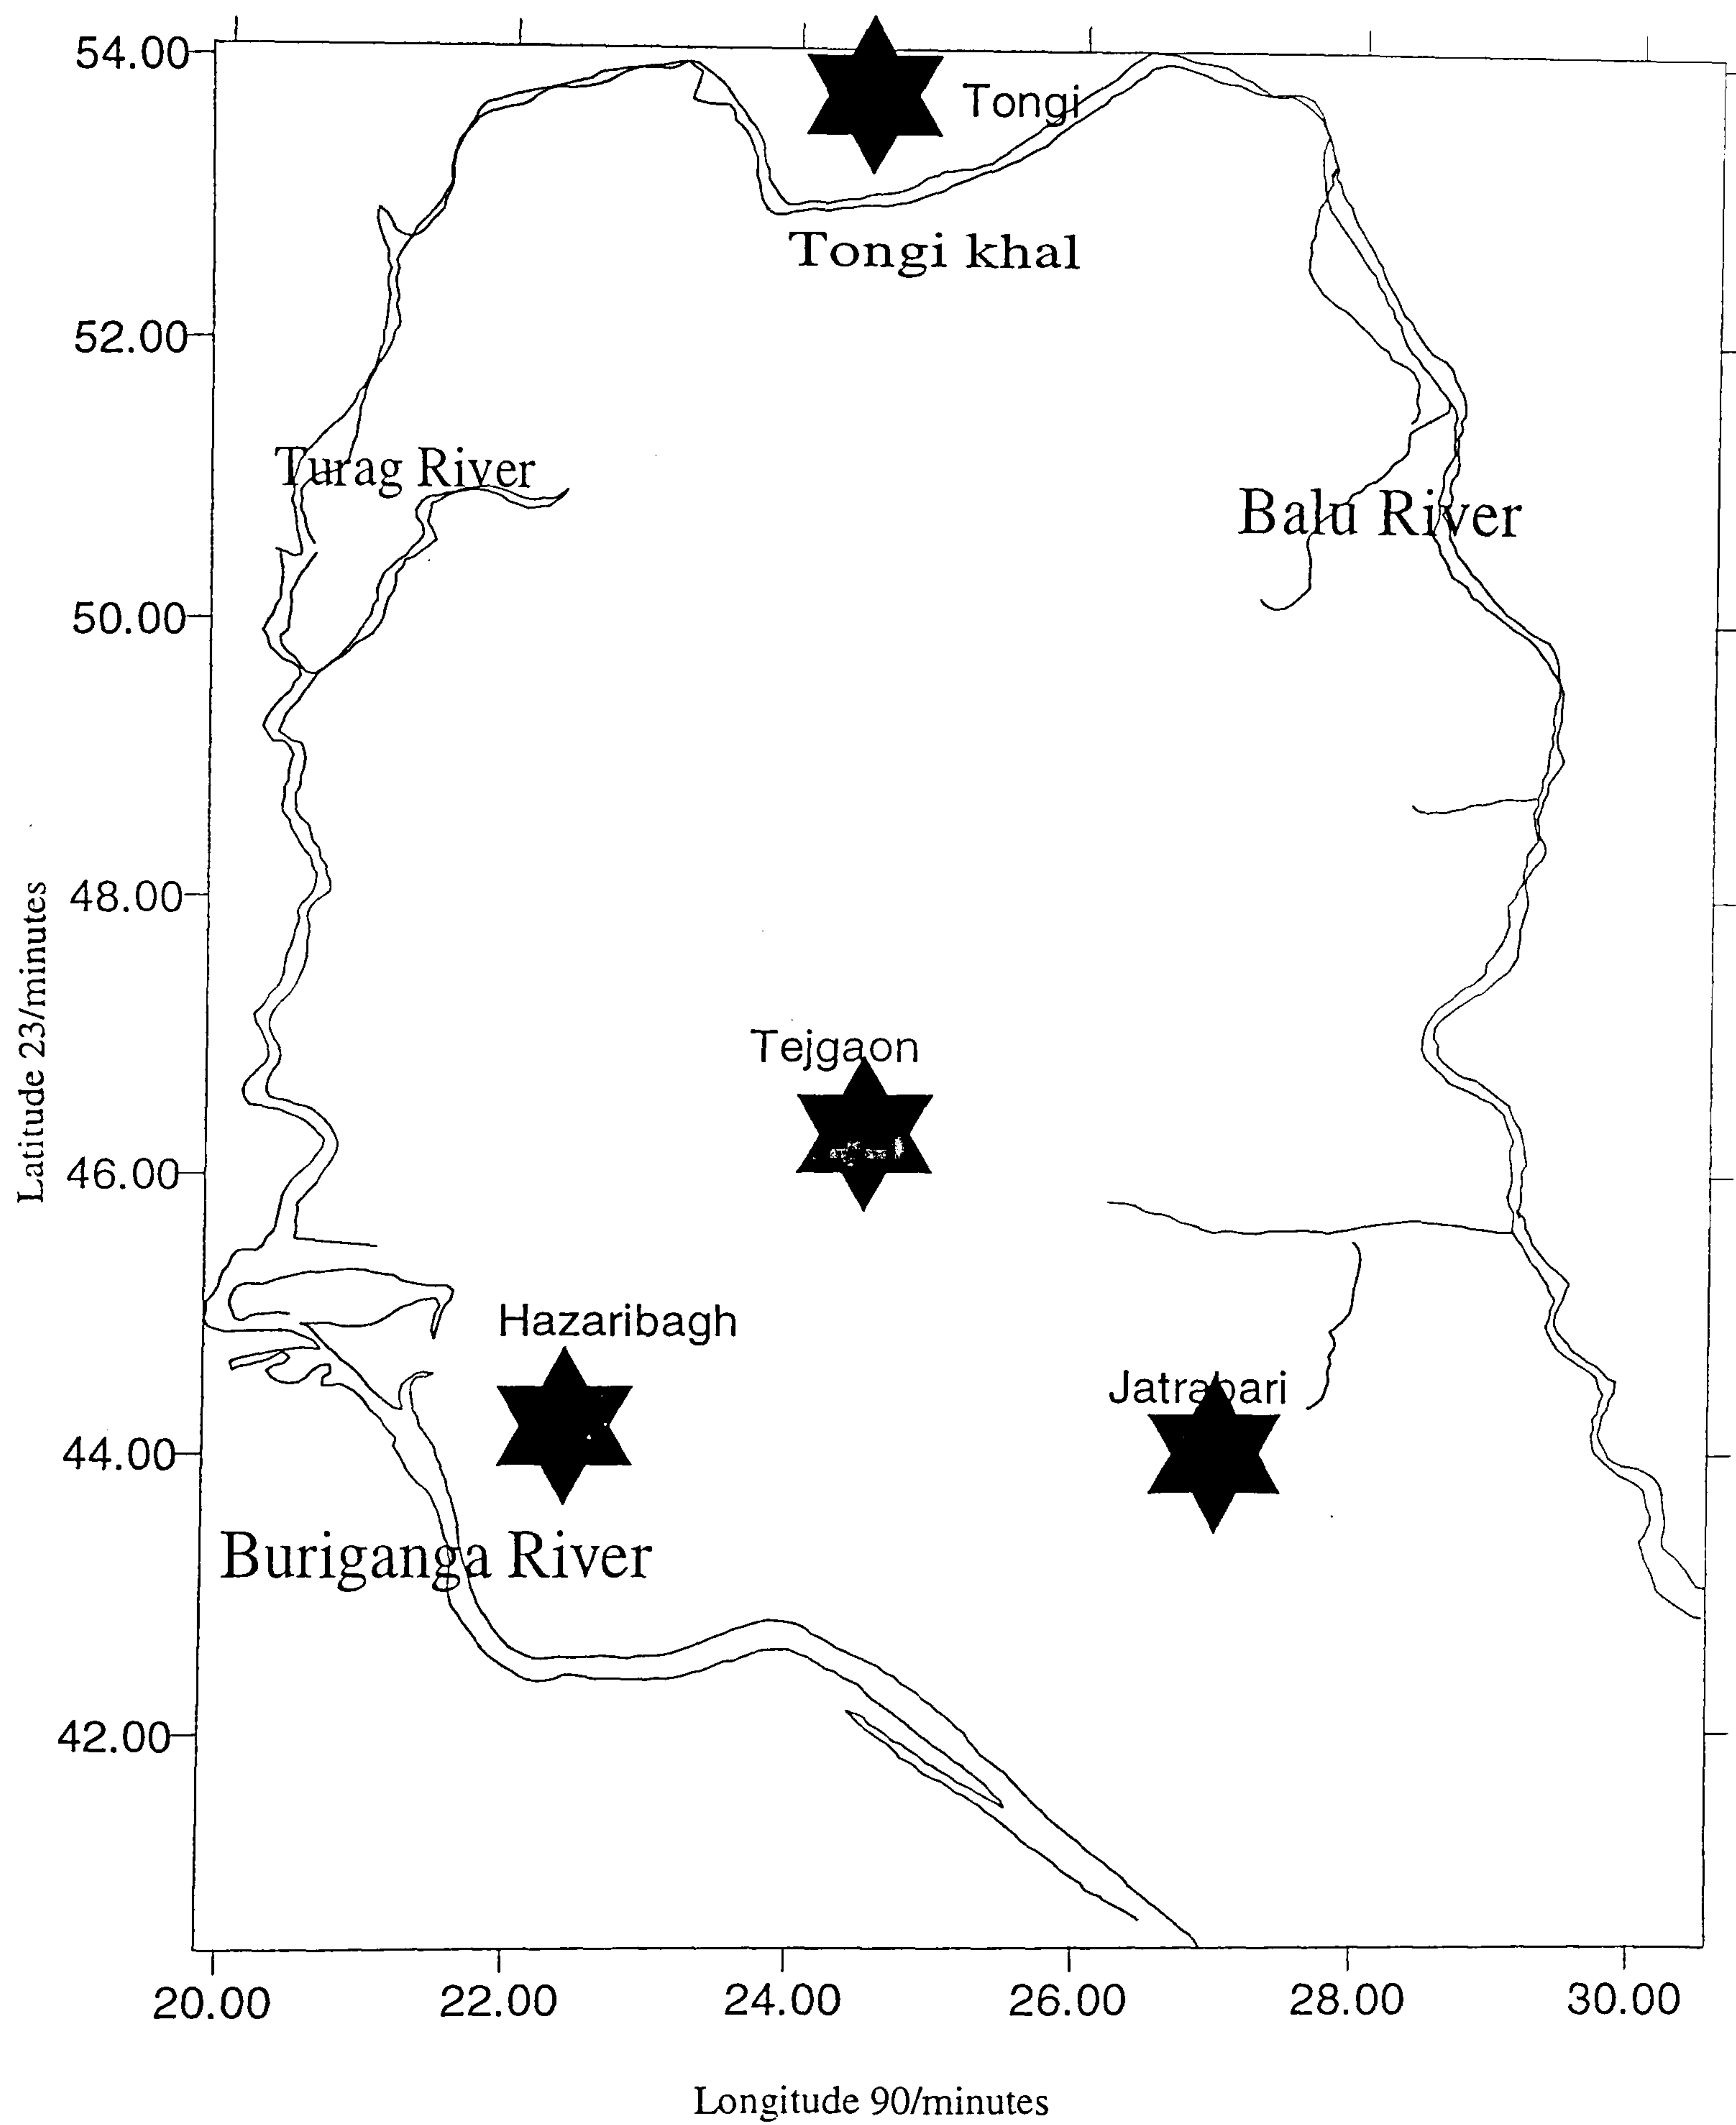 54.00
Tongi
Tongi khal
52.00
Turag River
Balu River
50.00
48.00
Latitude 23/minutes
Tejgaon
46.00
Hazaribagh
Jatrabari
44.00
Buriganga River
42.00
20.00 22.00 24.00 26.00 28.00 30.00
Longitude 90/minutes